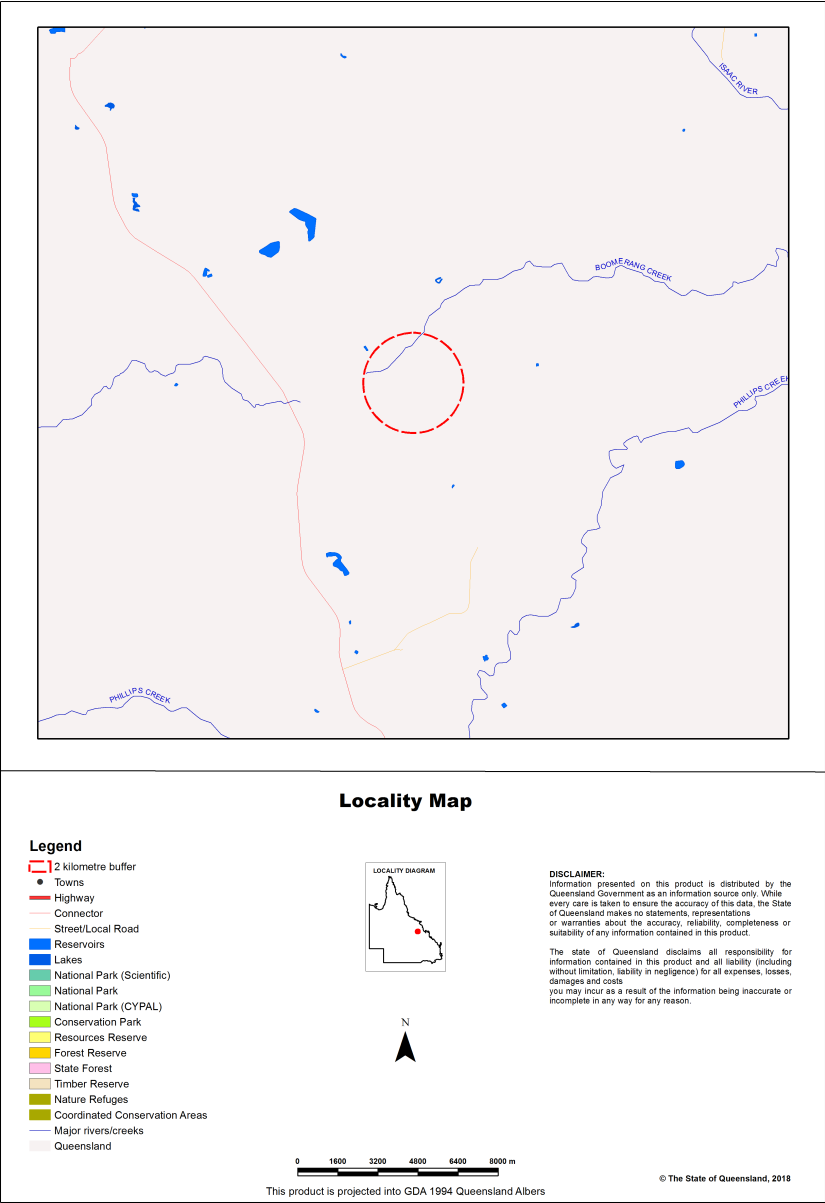 ISAAC RIVER
BOOMERANG CREEK
PHILLIPS CREEK
PHILLIPS CREEK
Locality Map
Legend
2 kilometre buffer
Towns
Highway
Connector
Street/Local Road
Reservoirs
Lakes
National Park (Scientific)
National Park
National Park (CYPAL)
Conservation Park
Resources Reserve
Forest Reserve
State Forest
Timber Reserve
Nature Refuges
Coordinated Conservation Areas
Major rivers/creeks
Queensland
LOCALITY DIAGRAM
N
0 1600 3200 4800 6400 8000 m
This product is projected into GDA 1994 Queensland Albers
DISCLAIMER:
Information presented on this product is distributed by the
Queensland Government as an information source only. While
every care is taken to ensure the accuracy of this data, the State
of Queensland makes no statements, representations
or warranties about the accuracy, reliability, completeness or
suitability of any information contained in this product.
The state of Queensland disclaims all responsibility for
information contained in this product and all liability (including
without limitation, liability in negligence) for all expenses, losses,
damages and costs
you may incur as a result of the information being inaccurate or
incomplete in any way for any reason.
© The State of Queensland, 2018